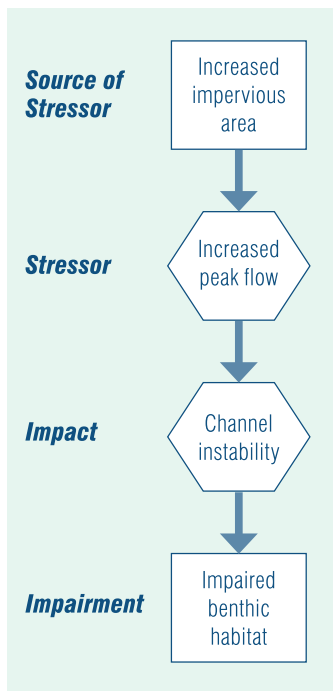 Source of
Stressor
Increased
impervious
area
Stressor
Increased
peak flow
Impact
Channel
instability
Impairment
Impaired
benthic
habitat